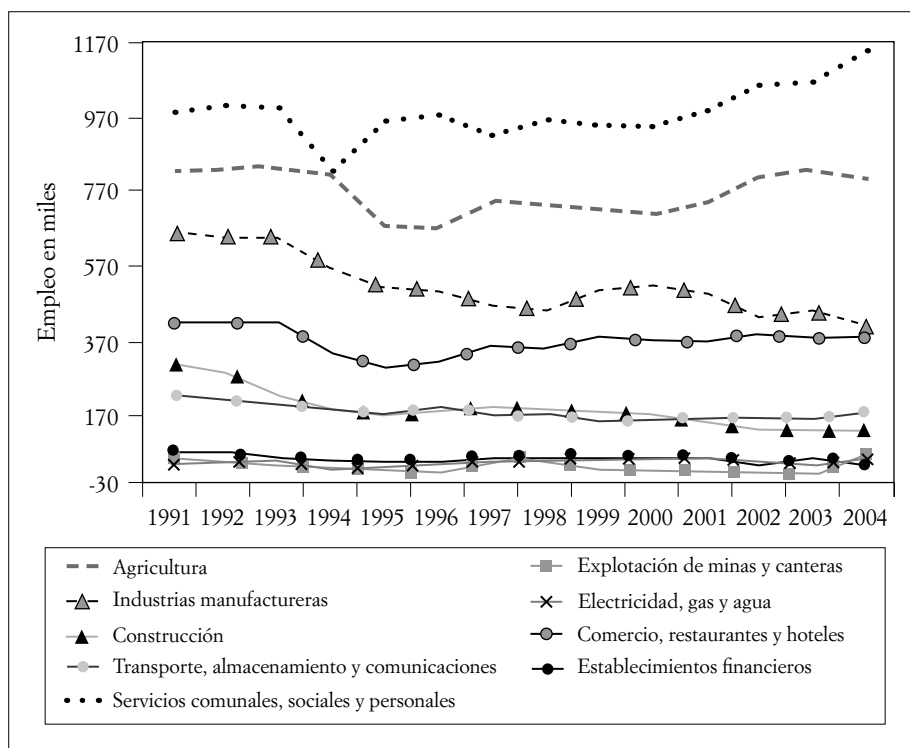 1170
970
770
570
370
170
-30
Empleo en miles
1991 1992 1993 1994 1995 1996 1997 1998 1999 2000 2001 2002 2003 2004
Agricultura
Industrias manufactureras
Construcción
Transporte, almacenamiento y comunicaciones
Servicios comunales, sociales y personales
Explotación de minas y canteras
Electricidad, gas y agua
Comercio, restaurantes y hoteles
Establecimientos financieros